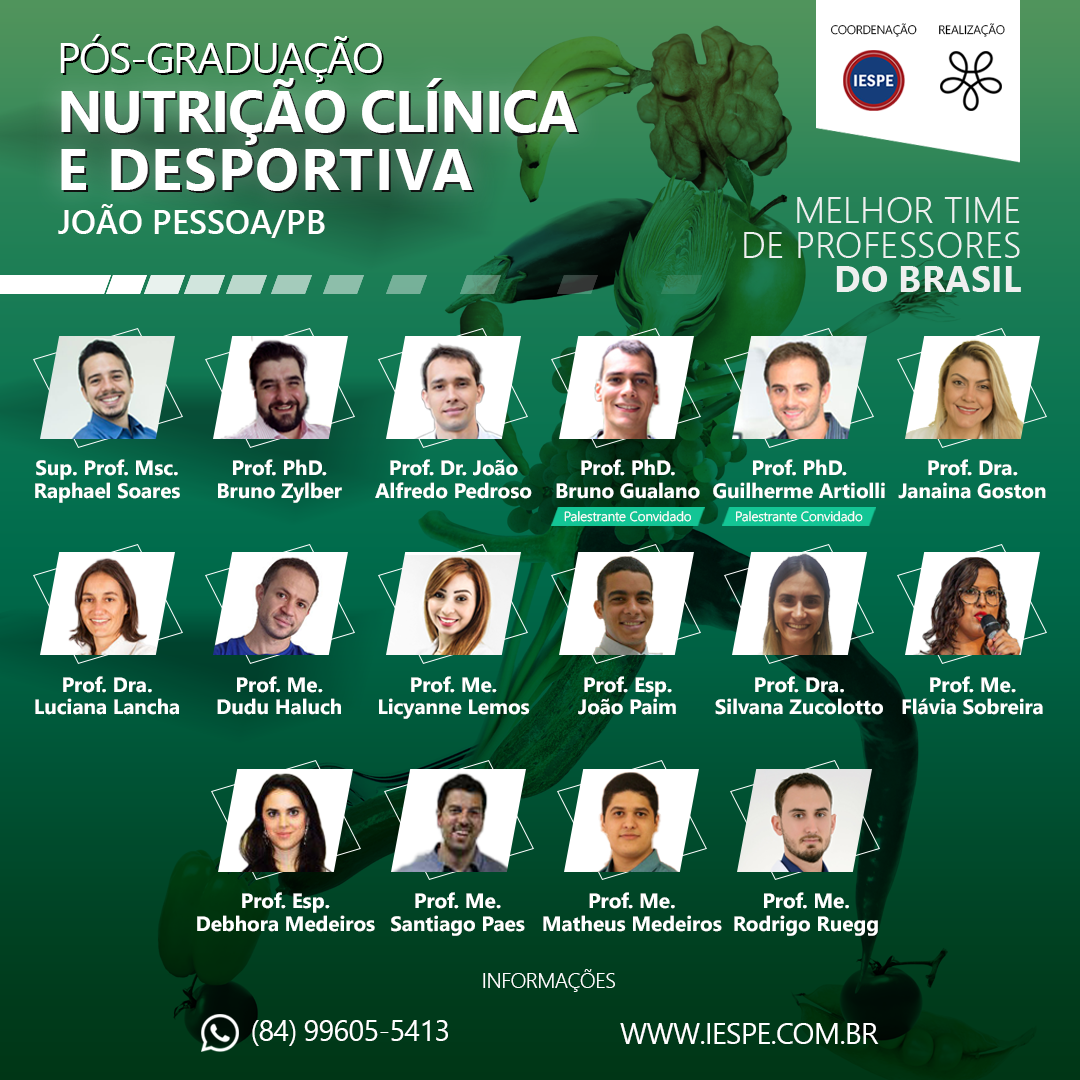 PÓS-GRADUAÇÃO
NUTRIÇÃO CLÍNICA
E DESPORTIVA
JOÃO PESSOA/PB
COORDENAÇÃO
REALIZAÇÃO
IESPE
MELHOR TIME
DE PROFESSORES
DO BRASIL
Sup. Prof. Msc.
Raphael Soares
Prof. PhD.
Bruno Zylber
Prof. Dr. João
Alfredo Pedroso
Prof. PhD.
Bruno Gualano
Palestrante Convidado
Prof. PhD.
Guilherme Artiolli
Palestrante Convidado
Prof. Dra.
Janaina Goston
Prof. Dra.
Luciana Lancha
Prof. Me.
Dudu Haluch
Prof. Me.
Licyanne Lemos
Prof. Esp.
João Paim
Prof. Dra.
Silvana Zucolotto
Prof. Me.
Flávia Sobreira
Prof. Esp.
Debhora Medeiros
Prof. Me.
Santiago Paes
Prof. Me.
Matheus Medeiros
Prof. Me.
Rodrigo Ruegg
INFORMAÇÕES
(84) 99605-5413
WWW.IESPE.COM.BR